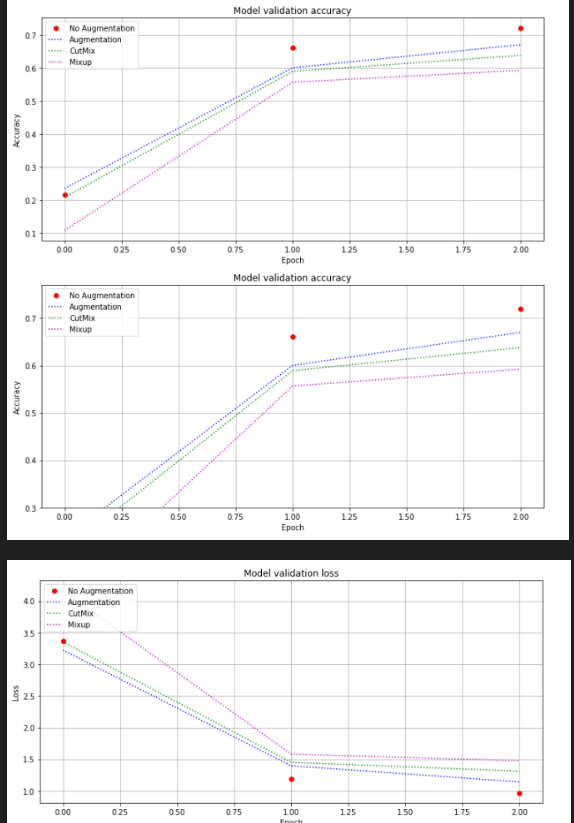 Model validation accuracy
No Augmentation
Augmentation
CutMix
Mixup
0.7
0.6
0.5
0.4
0.3
0.2
0.1
Accuracy
0.00 0.25 0.50 0.75 1.00 1.25 1.50 1.75 2.00
Epoch
Model validation accuracy
No Augmentation
Augmentation
CutMix
Mixup
0.7
0.6
0.5
0.4
0.3
Accuracy
0.00 0.25 0.50 0.75 1.00 1.25 1.50 1.75 2.00
Epoch
Model validation loss
No Augmentation
Augmentation
CutMix
Mixup
4.0
3.5
3.0
2.5
2.0
1.5
1.0
Loss
0.00 0.25 0.50 0.75 1.00 1.25 1.50 1.75 2.00
Epoch